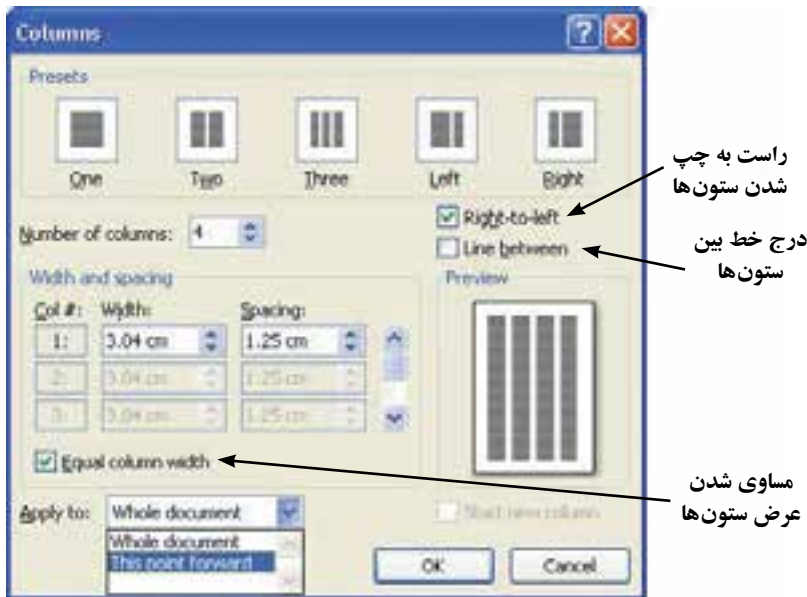 Columns
Presets
One Two Three Left Right
Number of columns: 4
Right-to-left
Line between
Width and spacing
Col #: Width: Spacing:
1: 3.04 cm 1.25 cm
2: 3.04 cm 1.25 cm
3: 3.04 cm 1.25 cm
Equal column width
Preview
Apply to: Whole document
Whole document
This point forward
Start new column
OK Cancel
راست به چپ
شدن ستون‌ها
درج خط بین
ستون‌ها
مساوی شدن
عرض ستون‌ها